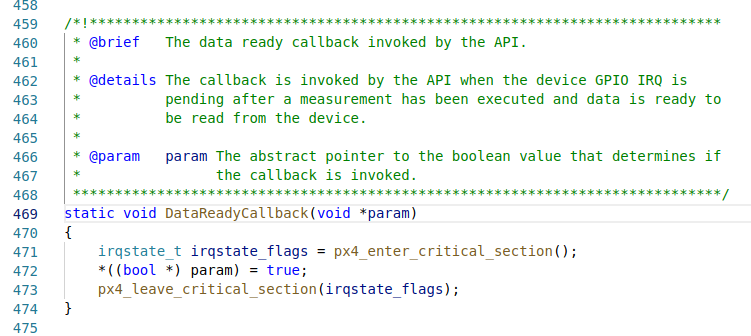 458
459 /*!***************************************************************************
460  * @brief   The data ready callback invoked by the API.
461  *
462  * @details The callback is invoked by the API when the device GPIO IRQ is
463  *          pending after a measurement has been executed and data is ready to
464  *          be read from the device.
465  *
466  * @param   param The abstract pointer to the boolean value that determines if
467  *                the callback is invoked.
468  *****************************************************************************/
469 static void DataReadyCallback(void *param)
470 {
471     irqstate_t irqstate_flags = px4_enter_critical_section();
472     *((bool *) param) = true;
473     px4_leave_critical_section(irqstate_flags);
474 }
475